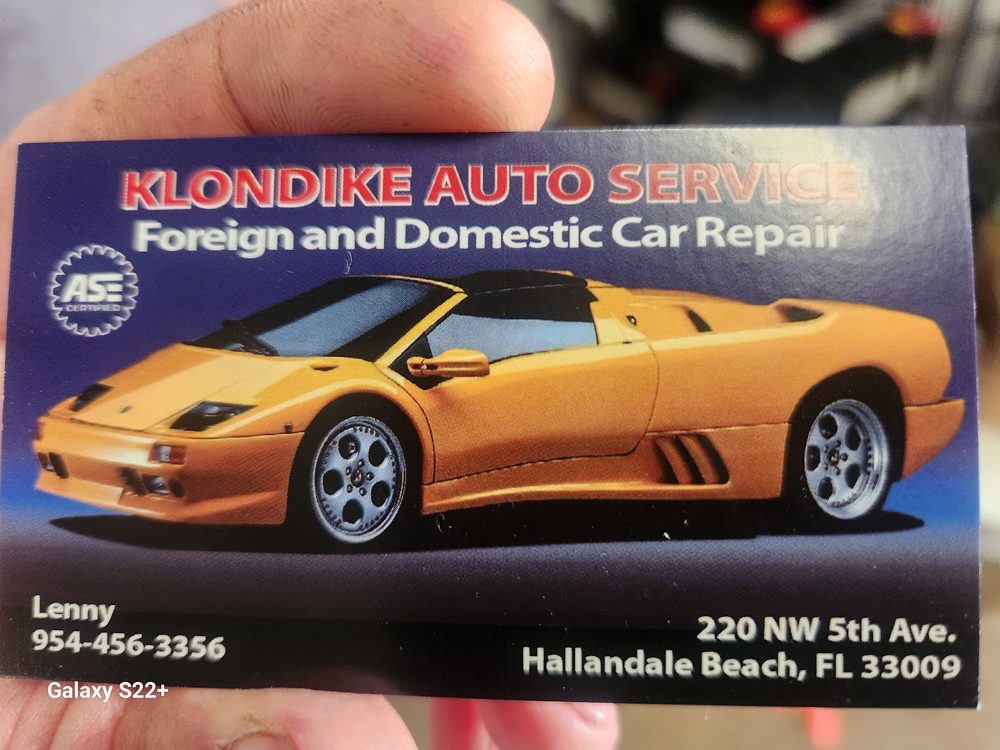 KLONDIKE AUTO SERVICE
Foreign and Domestic Car Repair
ASE
CERTIFIED
Lenny
954-456-3356
220 NW 5th Ave.
Hallandale Beach, FL 33009
Galaxy S22+